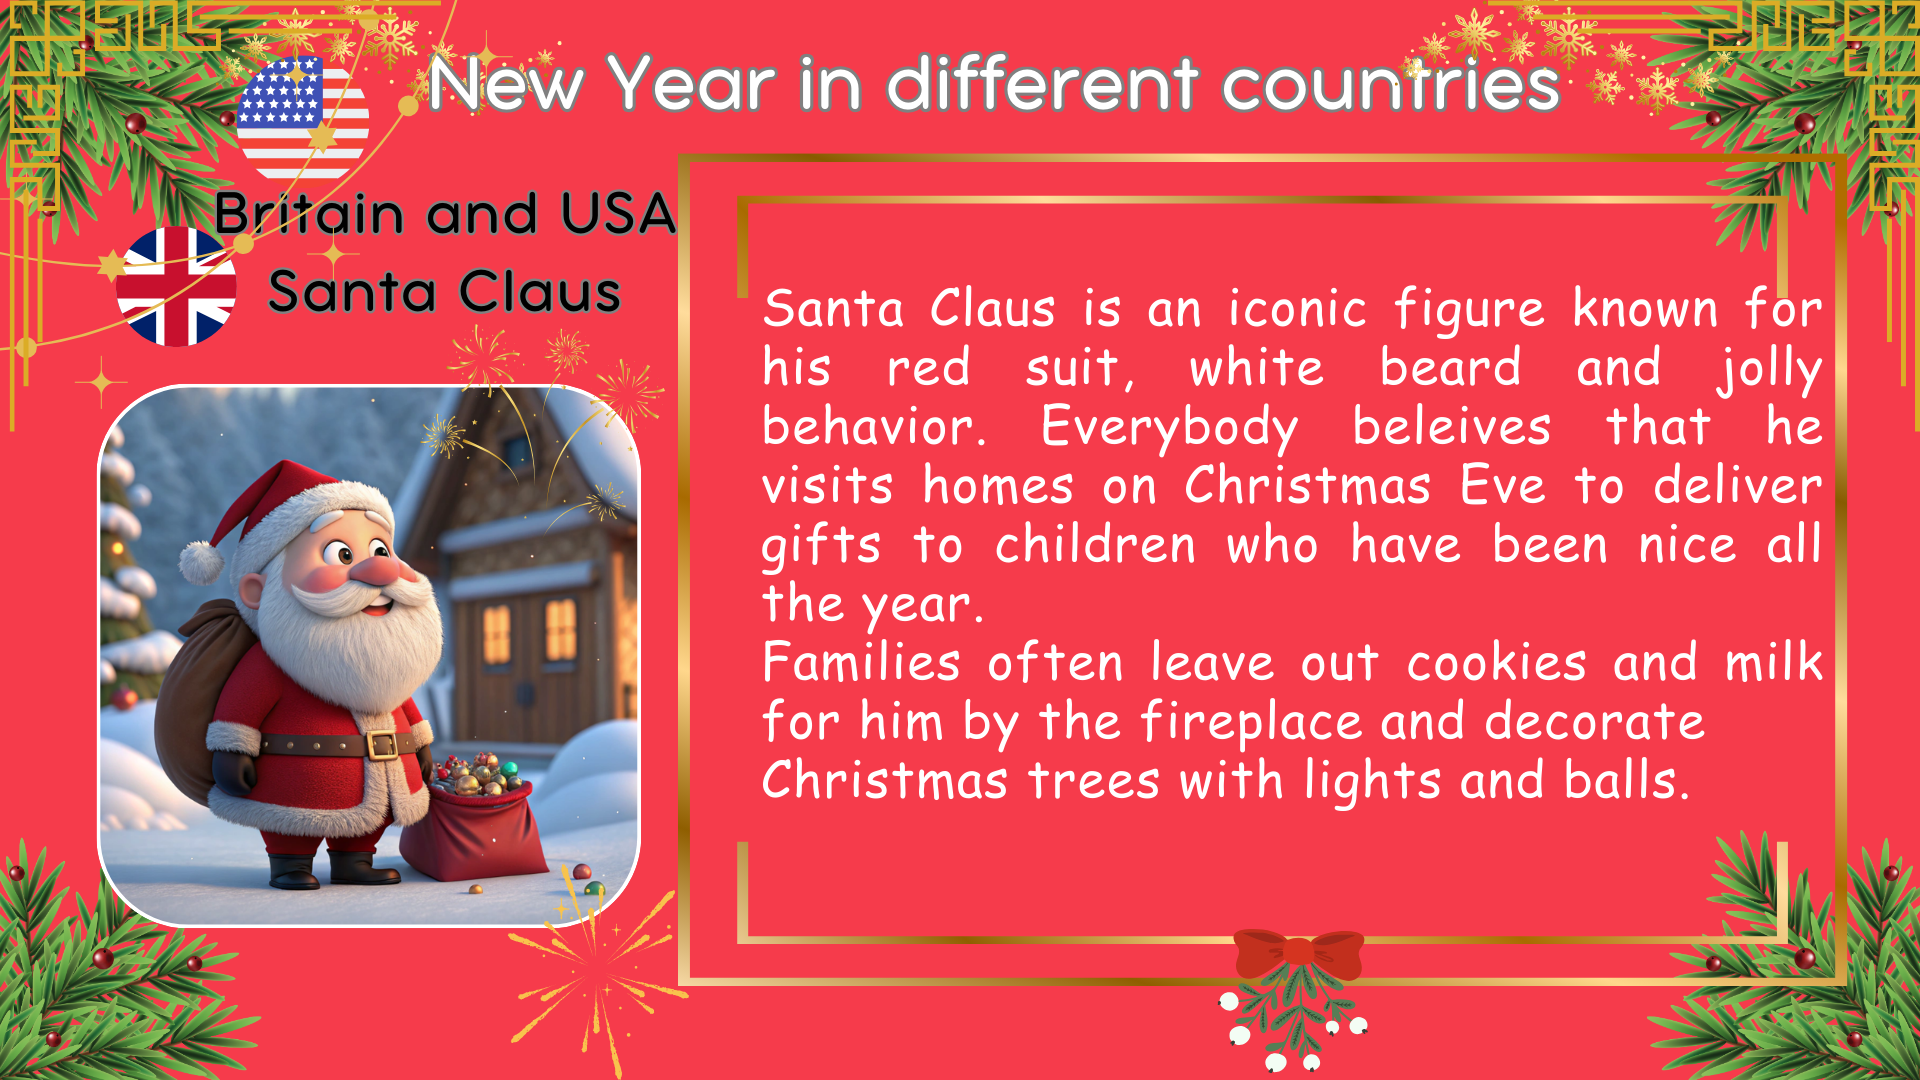 New Year in different countries
Britain and USA
Santa Claus
Santa Claus is an iconic figure known for
his red suit, white beard and jolly
behavior. Everybody beleives that he
visits homes on Christmas Eve to deliver
gifts to children who have been nice all
the year.
Families often leave out cookies and milk
for him by the fireplace and decorate
Christmas trees with lights and balls.